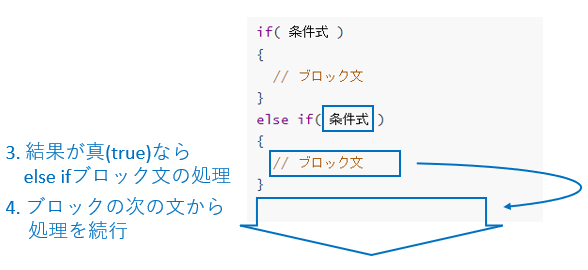 if( 条件式 )
{
// ブロック文
}
else if( 条件式 )
{
// ブロック文
}
3. 結果が真(true)なら
else ifブロック文の処理
4. ブロックの次の文から
処理を続行